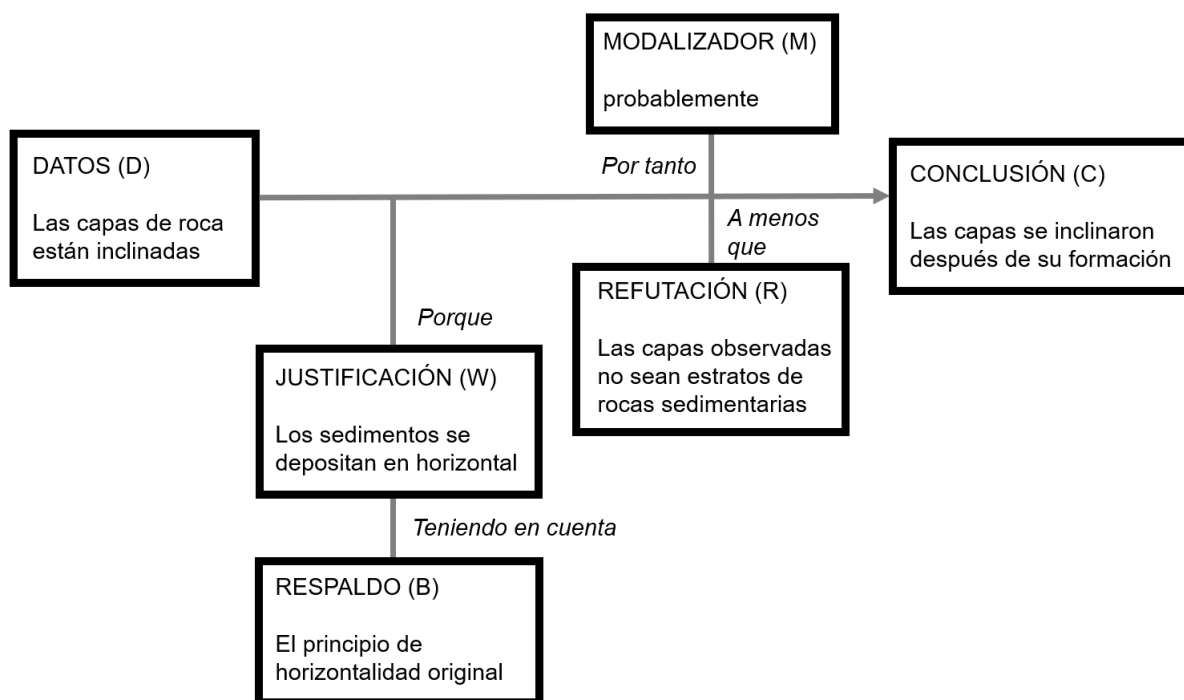 MODALIZADOR (M)
probablemente
DATOS (D)
Las capas de roca
están inclinadas
Por tanto
CONCLUSIÓN (C)
Las capas se inclinaron
después de su formación
A menos
que
REFUTACIÓN (R)
Las capas observadas
no sean estratos de
rocas sedimentarias
Porque
JUSTIFICACIÓN (W)
Los sedimentos se
depositan en horizontal
Teniendo en cuenta
RESPALDO (B)
El principio de
horizontalidad original